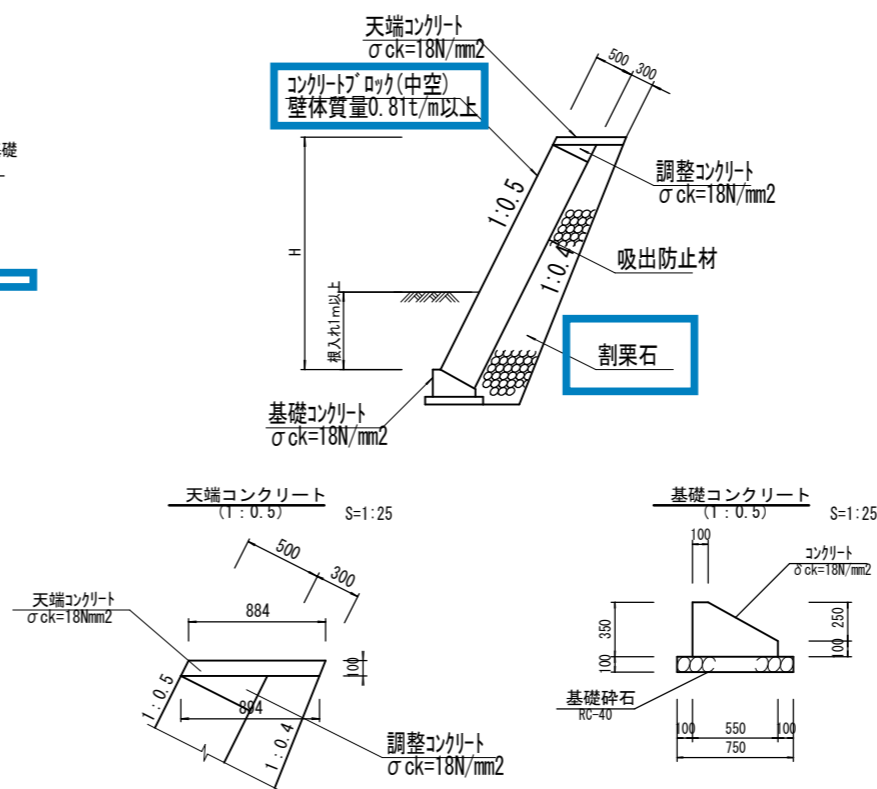 天端コンクリート
σck=18N/mm2
コンクリートブロック(中空)
壁体質量0.81t/m以上
500
300
礎
調整コンクリート
σck=18N/mm2
1:0.5
H
吸出防止材
1:0.4
根入れ1m以上
割栗石
基礎コンクリート
σck=18N/mm2
天端コンクリート
(1:0.5)
S=1:25
500
300
天端コンクリート
σck=18Nmm2
884
100
1:0.5
894
1:0.4
調整コンクリート
σck=18N/mm2
基礎コンクリート
(1:0.5)
S=1:25
100
コンクリート
δck=18N/mm2
350
250
100
100
基礎砕石
RC-40
100
550
100
750